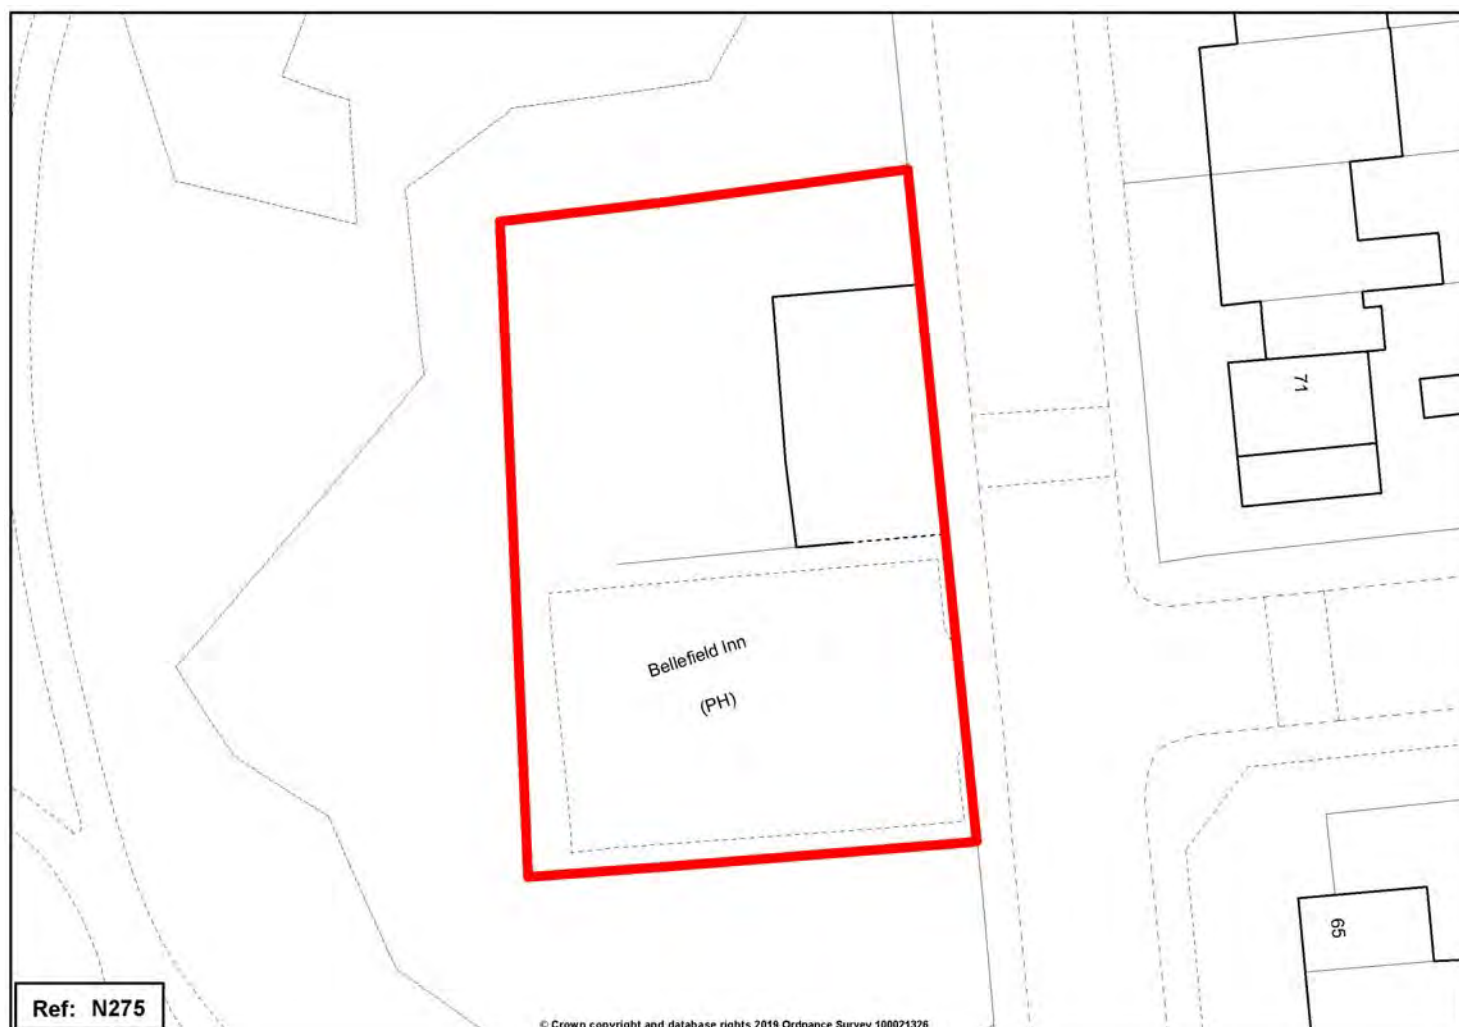 71
Bellefield Inn
(PH)
65
Ref: N275
© Crown copyright and database rights 2019 Ordnance Survey 100021326